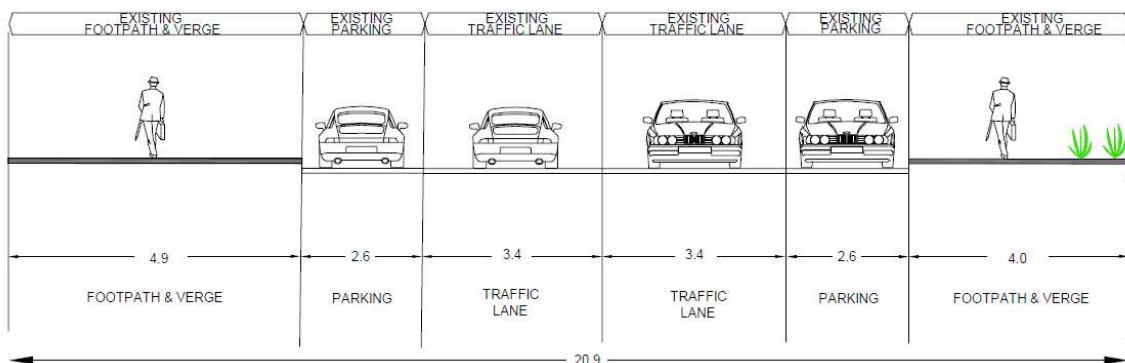 EXISTING
FOOTPATH & VERGE
EXISTING
PARKING
EXISTING
TRAFFIC LANE
EXISTING
TRAFFIC LANE
EXISTING
PARKING
EXISTING
FOOTPATH & VERGE
4.9
2.6
3.4
3.4
2.6
4.0
FOOTPATH & VERGE
PARKING
TRAFFIC
LANE
TRAFFIC
LANE
PARKING
FOOTPATH & VERGE
20.9